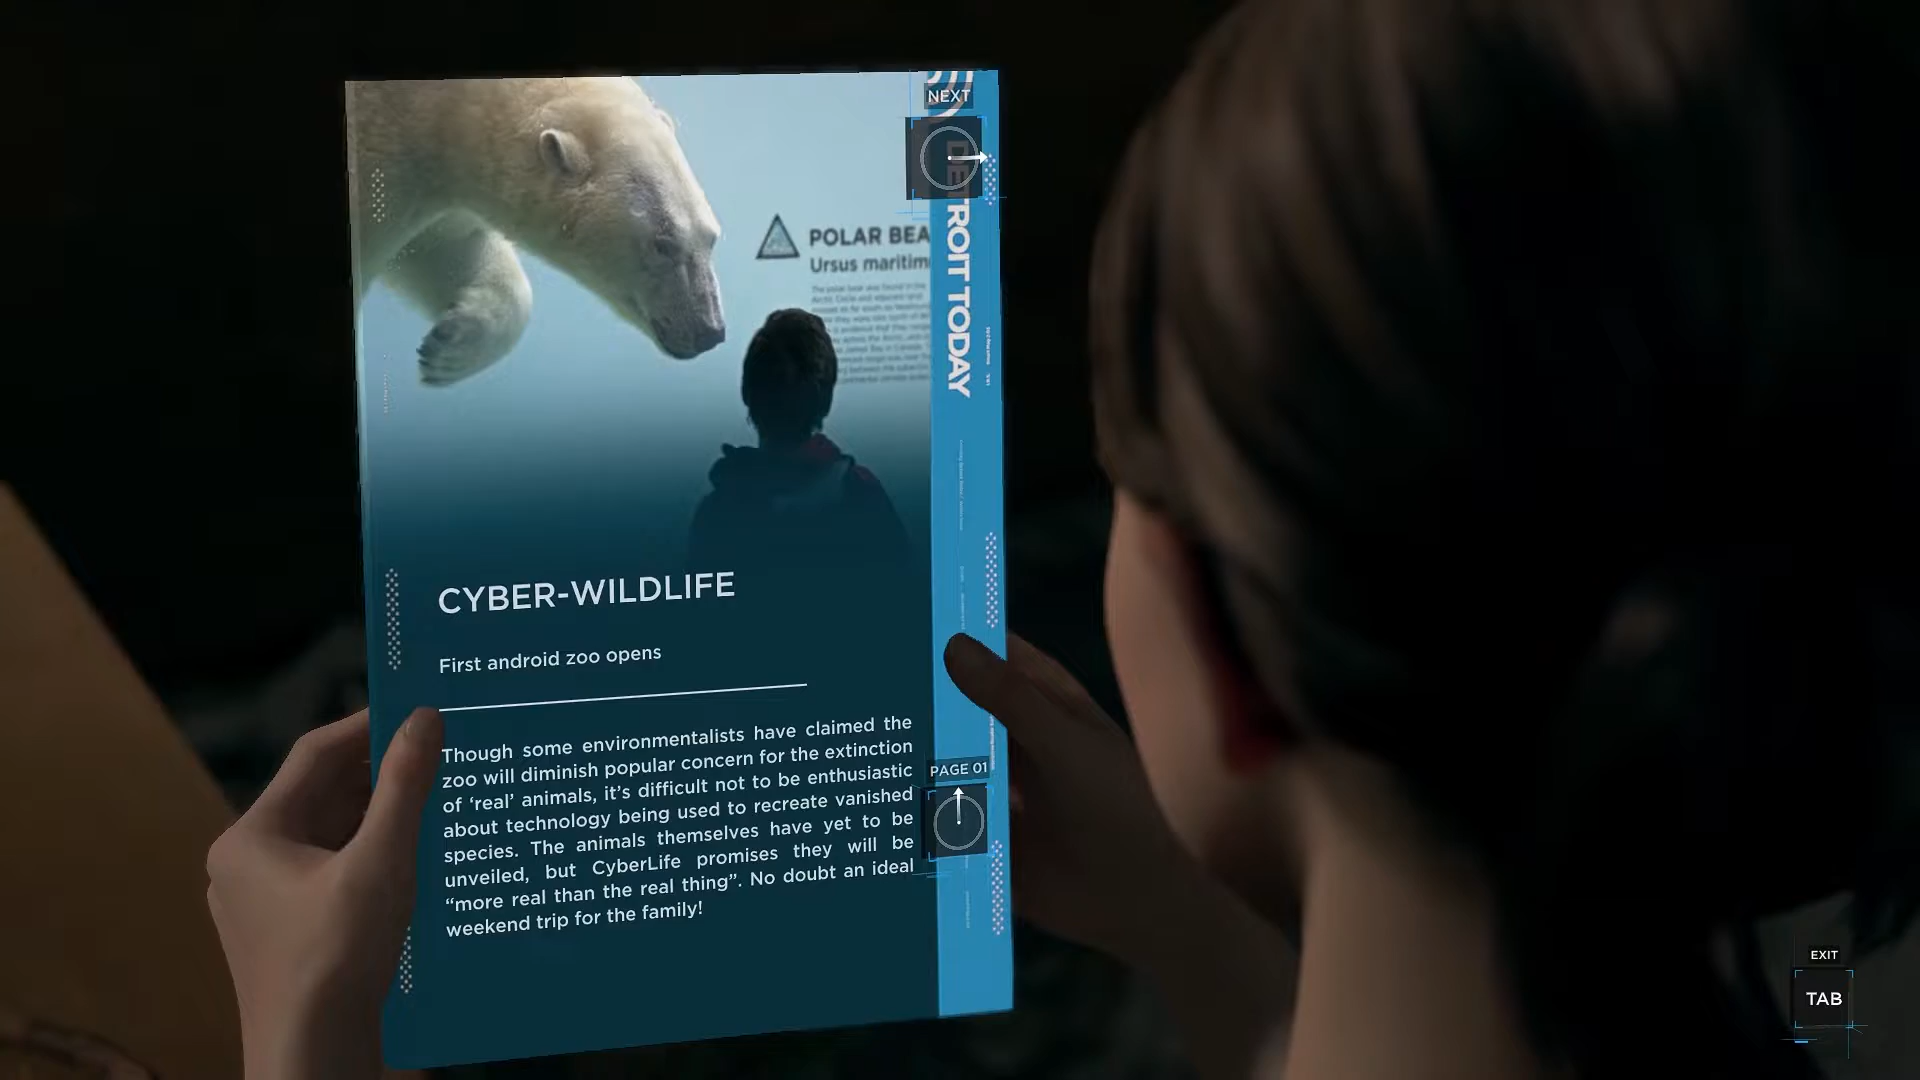 NEXT
DETROIT TODAY
POLAR BEA
Ursus maritim
CYBER-WILDLIFE
First android zoo opens
Though some environmentalists have claimed the
zoo will diminish popular concern for the extinction
of ‘real’ animals, it’s difficult not to be enthusiastic
about technology being used to recreate vanished
species. The animals themselves have yet to be
unveiled, but CyberLife promises they will be
“more real than the real thing”. No doubt an ideal
weekend trip for the family!
PAGE 01
EXIT
TAB